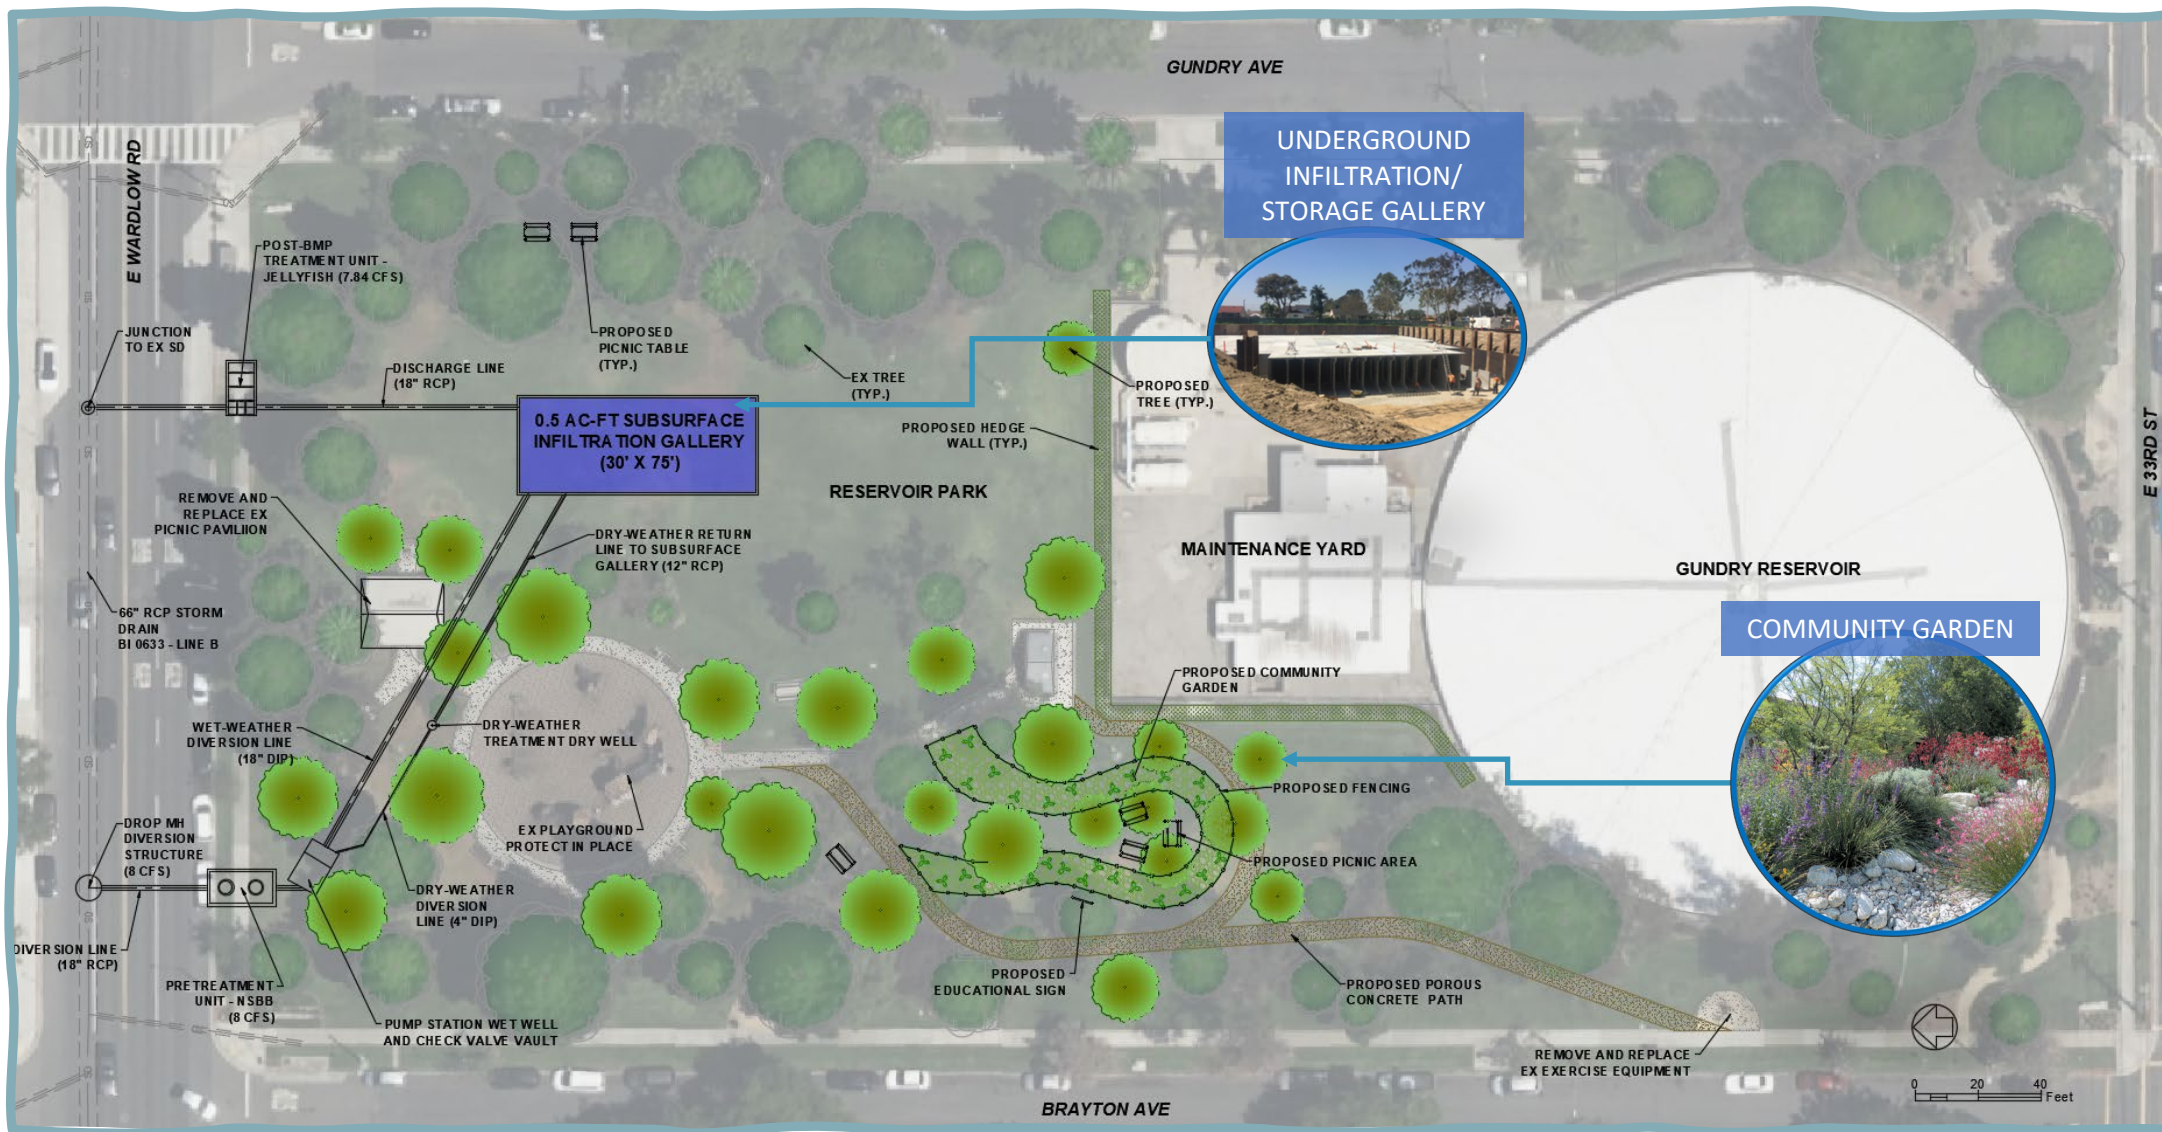 GUNDRY AVE
UNDERGROUND
INFILTRATION/
STORAGE GALLERY
E WARDLOW RD
POST-BMP
TREATMENT UNIT -
JELLYFISH (7.84 CFS)
JUNCTION
TO EX SD
DISCHARGE LINE
(18" RCP)
PROPOSED
PICNIC TABLE
(TYP.)
EX TREE
(TYP.)
PROPOSED
TREE (TYP.)
0.5 AC-FT SUBSURFACE
INFILTRATION GALLERY
(30' X 75')
PROPOSED HEDGE
WALL (TYP.)
E 33RD ST
RESERVOIR PARK
REMOVE AND
REPLACE EX
PICNIC PAVILIION
DRY-WEATHER RETURN
LINE TO SUBSURFACE
GALLERY (12" RCP)
MAINTENANCE YARD
GUNDRY RESERVOIR
66" RCP STORM
DRAIN
BI 0633 - LINE B
COMMUNITY GARDEN
PROPOSED COMMUNITY
GARDEN
WET-WEATHER
DIVERSION LINE
(18" DIP)
DRY-WEATHER
TREATMENT DRY WELL
PROPOSED FENCING
DROP MH
DIVERSION
STRUCTURE
(8 CFS)
EX PLAYGROUND
PROTECT IN PLACE
PROPOSED PICNIC AREA
DRY-WEATHER
DIVERSION
LINE (4" DIP)
DIVERSION LINE
(18" RCP)
PRETREATMENT
UNIT - NSBB
(8 CFS)
PROPOSED
EDUCATIONAL SIGN
PROPOSED POROUS
CONCRETE PATH
PUMP STATION WET WELL
AND CHECK VALVE VAULT
REMOVE AND REPLACE
EX EXERCISE EQUIPMENT
0 20 40
Feet
BRAYTON AVE